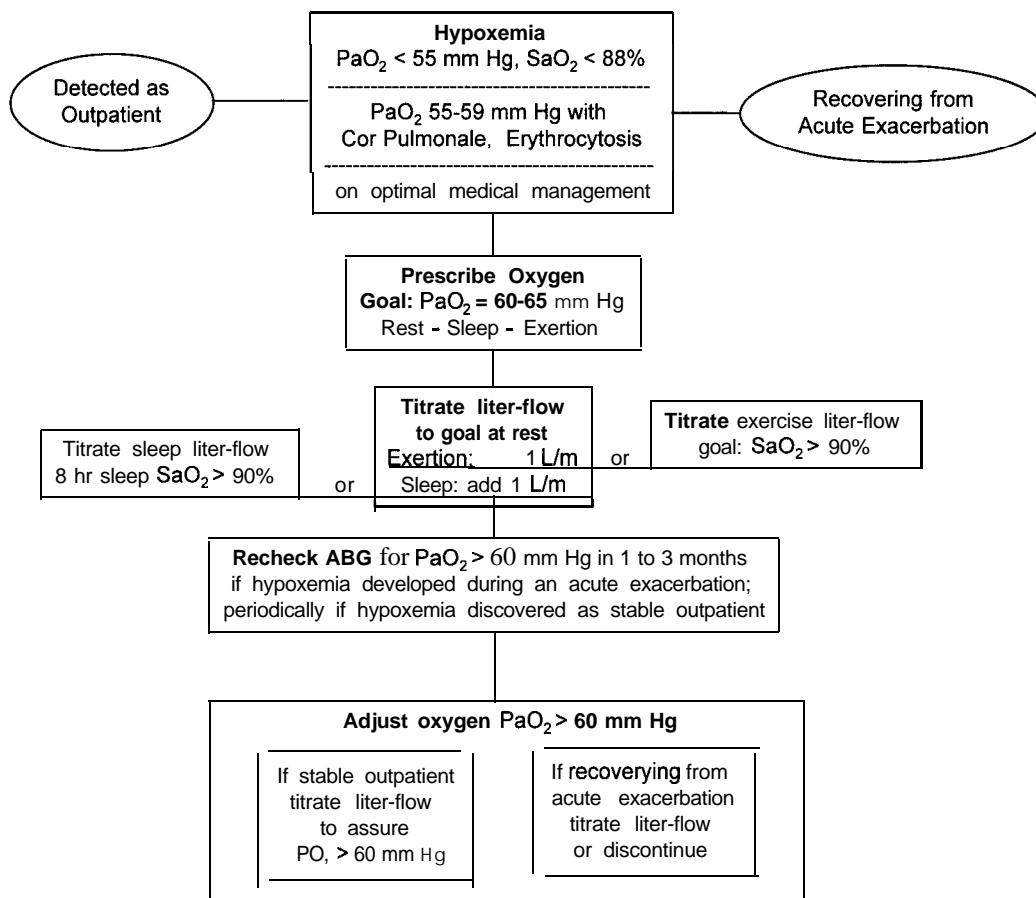 Hypoxemia
PaO₂ < 55 mm Hg, SaO₂ < 88%
PaO₂ 55-59 mm Hg with
Cor Pulmonale, Erythrocytosis
on optimal medical management
Detected as
Outpatient
Recovering from
Acute Exacerbation
Prescribe Oxygen
Goal: PaO₂ = 60-65 mm Hg
Rest - Sleep - Exertion
Titrate liter-flow
to goal at rest
Exertion: 1 L/m
Sleep: add 1 L/m
Titrate sleep liter-flow
8 hr sleep SaO₂ > 90%
or
or
Titrate exercise liter-flow
goal: SaO₂ > 90%
Recheck ABG for PaO₂ > 60 mm Hg in 1 to 3 months
if hypoxemia developed during an acute exacerbation;
periodically if hypoxemia discovered as stable outpatient
Adjust oxygen PaO₂ > 60 mm Hg
If stable outpatient
titrate liter-flow
to assure
PO, > 60 mm Hg
If recoverying from
acute exacerbation
titrate liter-flow
or discontinue